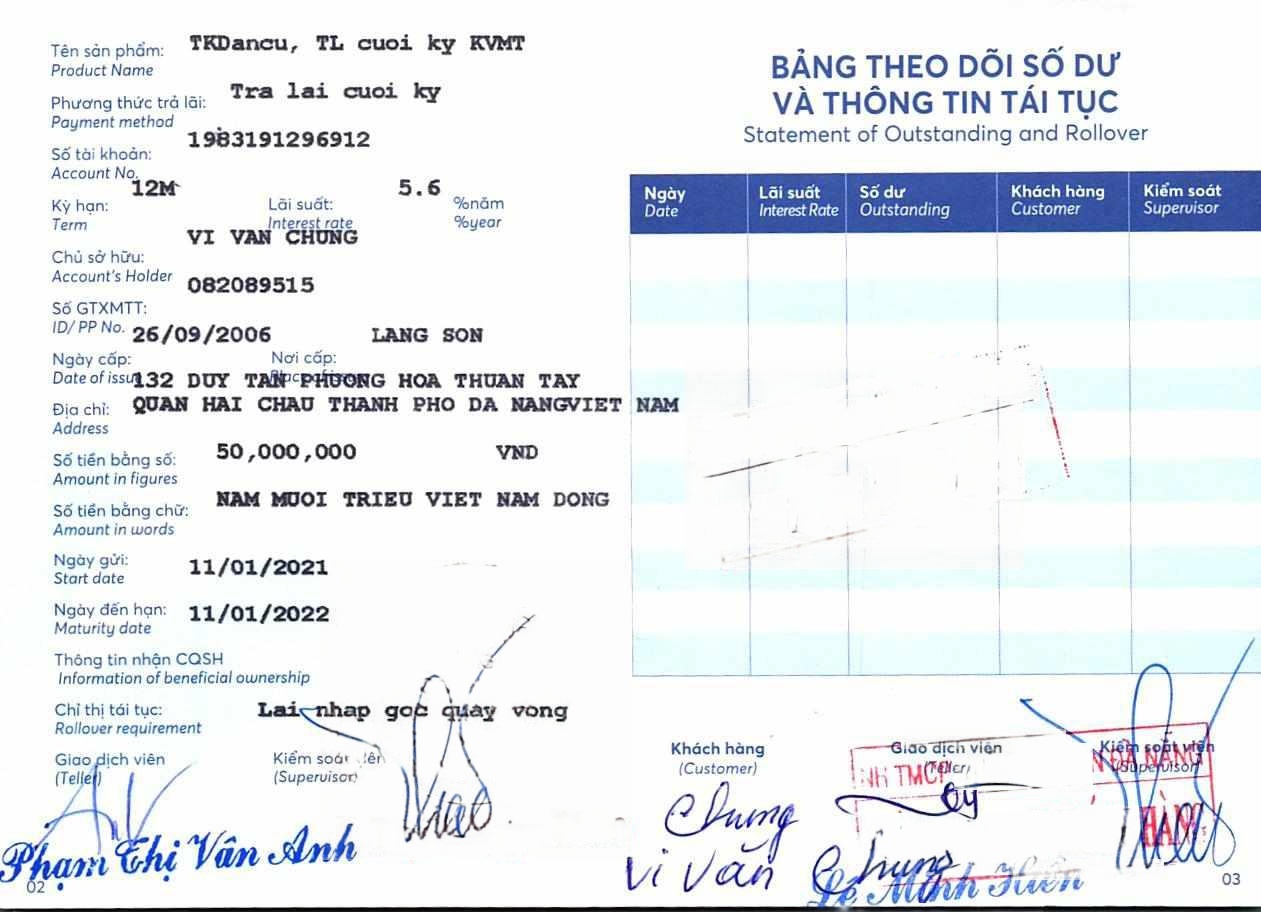 Tên sản phẩm: TKDancu, TL cuoi ky KVMT
Product Name
Phương thức trả lãi: Tra lai cuoi ky
Payment method
Số tài khoản: 1983191296912
Account No.
Kỳ hạn: 12M Lãi suất: 5.6 %năm
Term Interest rate %year
Chủ sở hữu: VI VAN CHUNG
Account's Holder
Số GTXMTT: 082089515
ID/ PP No.
Ngày cấp: 26/09/2006 Nơi cấp: LANG SON
Date of issue Place of issue
Địa chỉ: 132 DUY TAN PHUONG HOA THUAN TAY
Address QUAN HAI CHAU THANH PHO DA NANGVIET NAM
Số tiền bằng số: 50,000,000 VND
Amount in figures
Số tiền bằng chữ: NAM MUOI TRIEU VIET NAM DONG
Amount in words
Ngày gửi: 11/01/2021
Start date
Ngày đến hạn: 11/01/2022
Maturity date
Thông tin nhận CQSH
Information of beneficial ownership
Chỉ thị tái tục: Lai nhap goc quay vong
Rollover requirement
Giao dịch viên Kiểm soát viên
(Teller) (Supervisor)
Phạm Thị Vân Anh
02
BẢNG THEO DÕI SỐ DƯ
VÀ THÔNG TIN TÁI TỤC
Statement of Outstanding and Rollover
Ngày Lãi suất Số dư Khách hàng Kiểm soát
Date Interest Rate Outstanding Customer Supervisor
Khách hàng Giao dịch viên Kiểm soát viên
(Customer) (Teller) (Supervisor)
NH TMCP
N ĐÀ NẴNG
HÀNG
Chung
Vi Văn Chung
Lê Minh Hiền
03